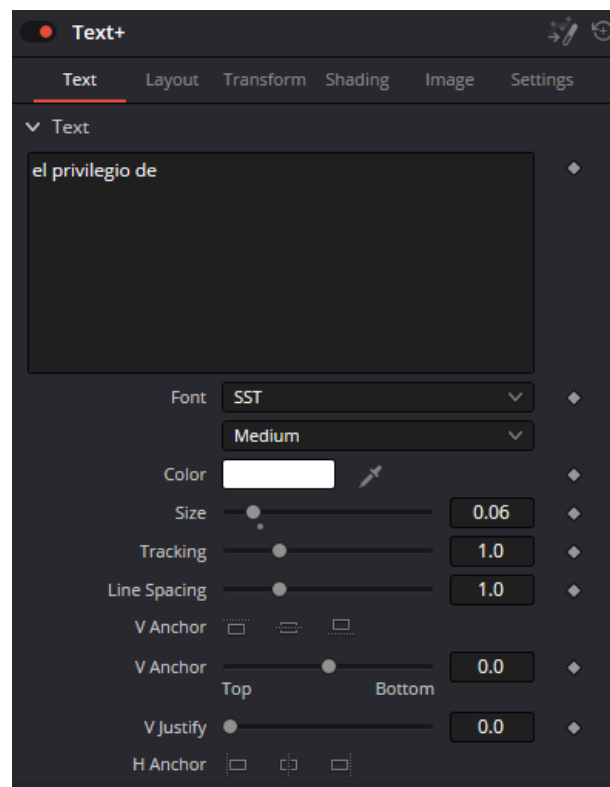 Text+
Text Layout Transform Shading Image Settings
Text
el privilegio de
Font SST
Medium
Color
Size 0.06
Tracking 1.0
Line Spacing 1.0
V Anchor
V Anchor 0.0
Top Bottom
V Justify 0.0
H Anchor